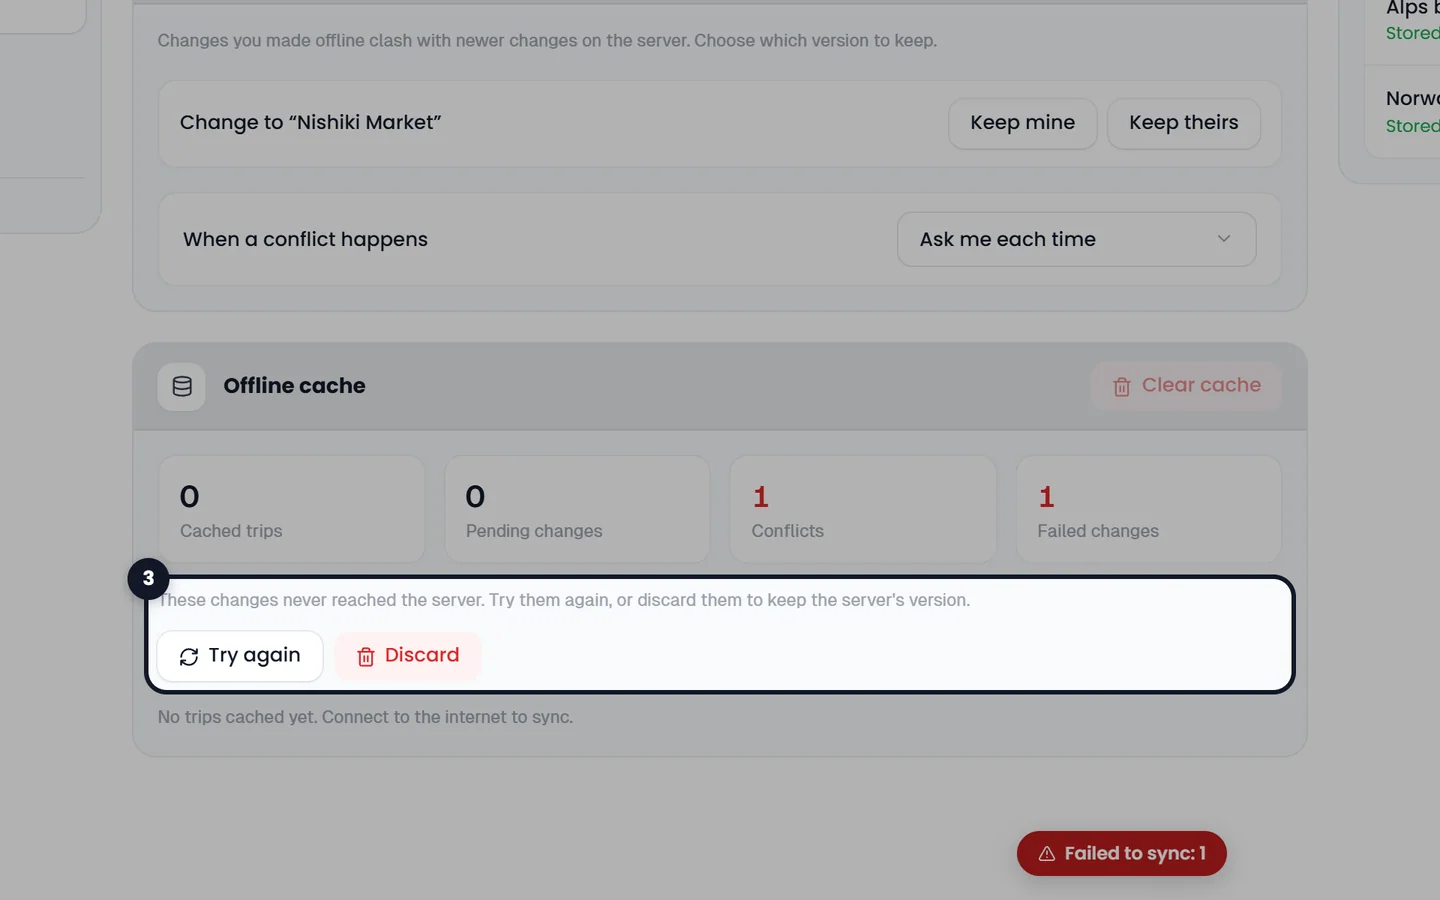 Changes you made offline clash with newer changes on the server. Choose which version to keep.
Change to “Nishiki Market”
Keep mine
Keep theirs
When a conflict happens
Ask me each time
Alps
Stored
Stored
Offline cache
Clear cache
0
Cached trips
0
Pending changes
1
Conflicts
1
Failed changes
3
These changes never reached the server. Try them again, or discard them to keep the server's version.
Try again
Discard
No trips cached yet. Connect to the internet to sync.
Failed to sync: 1